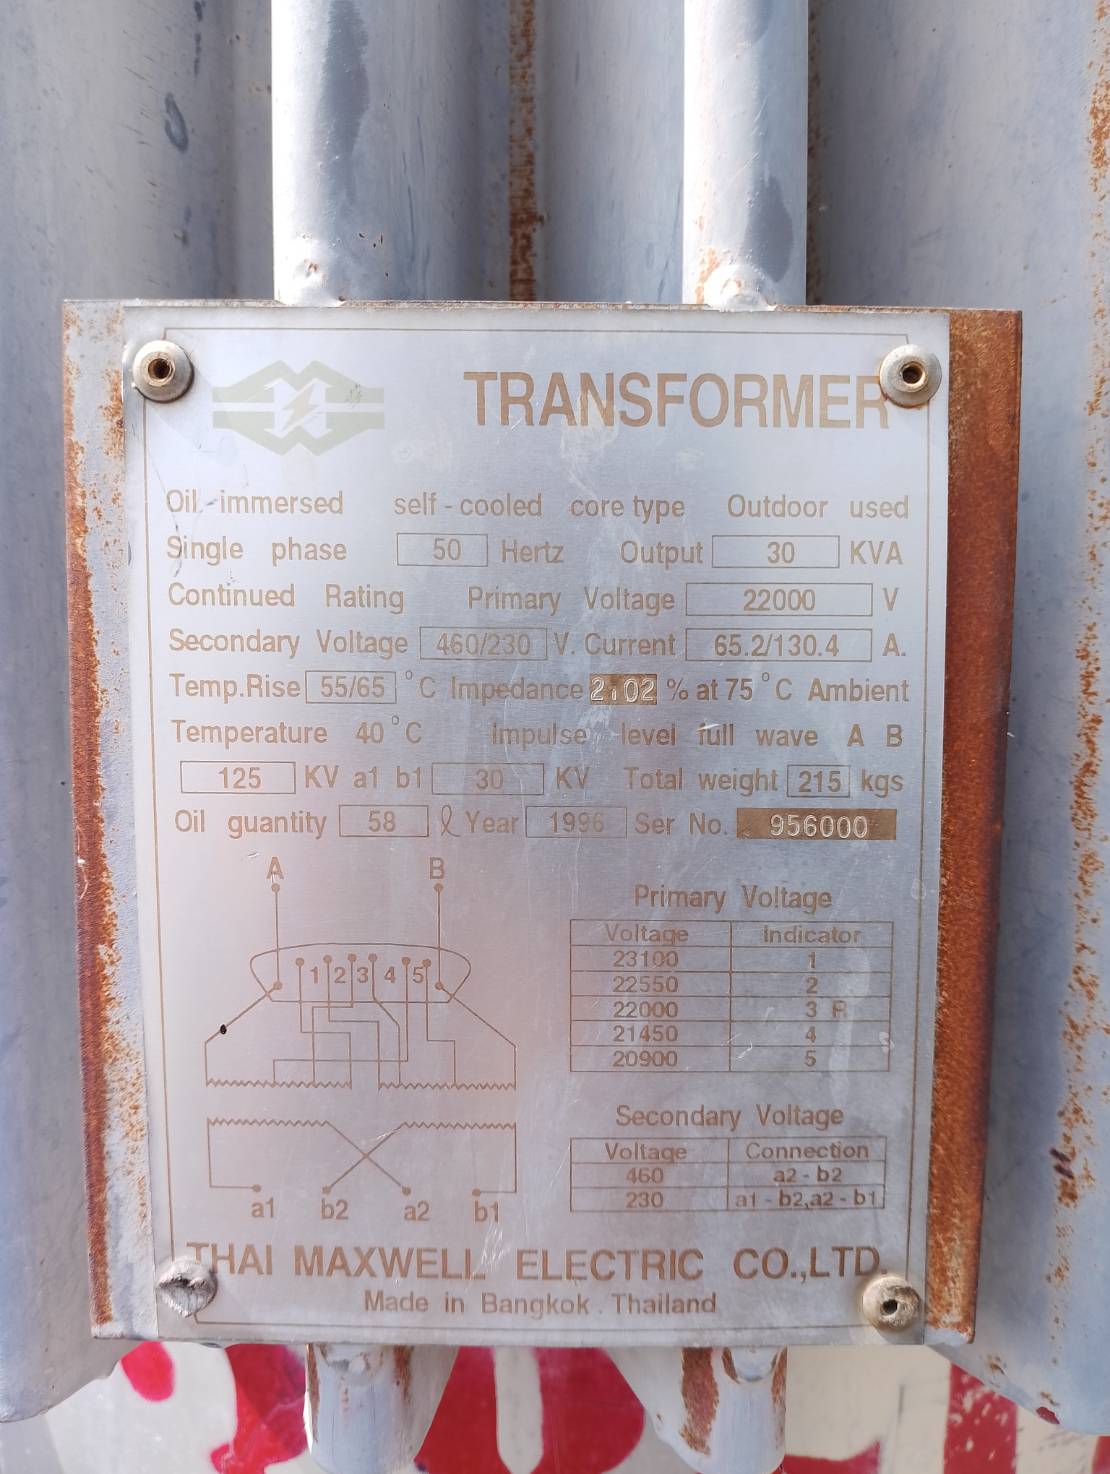 TRANSFORMER
Oil-immersed self-cooled core type Outdoor used
Single phase 50 Hertz Output 30 KVA
Continued Rating Primary Voltage 22000 V
Secondary Voltage 460/230 V. Current 65.2/130.4 A.
Temp.Rise 55/65 °C Impedance 2.02 % at 75 °C Ambient
Temperature 40 °C Impulse level full wave A B
125 KV a1 b1 30 KV Total weight 215 kgs
Oil guantity 58 ℓ Year 1996 Ser No. 956000
A B
1 2 3 4 5
a1 b2 a2 b1
Primary Voltage
Voltage Indicator
23100 1
22550 2
22000 3 R
21450 4
20900 5
Secondary Voltage
Voltage Connection
460 a2 - b2
230 a1 - b2,a2 - b1
THAI MAXWELL ELECTRIC CO.,LTD.
Made in Bangkok . Thailand